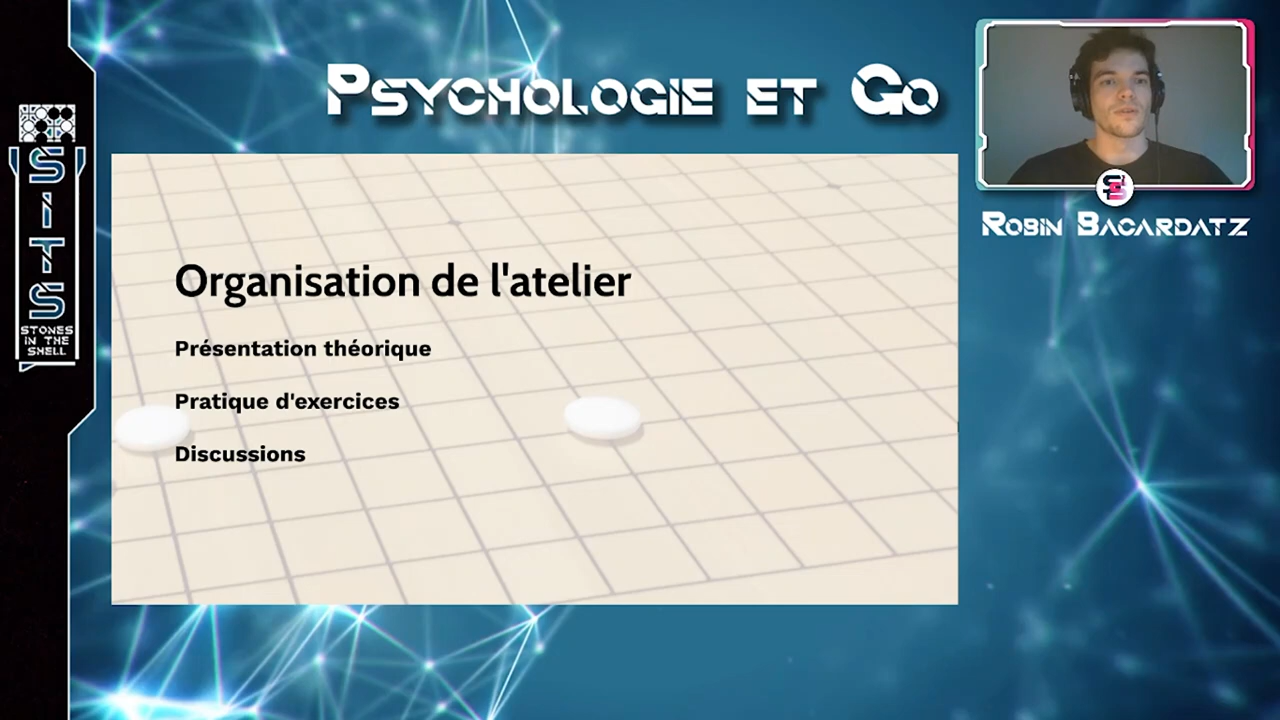 Psychologie et Go
SITS
STONES
IN THE
SHELL
Robin Bacardatz
Organisation de l'atelier
Présentation théorique
Pratique d'exercices
Discussions